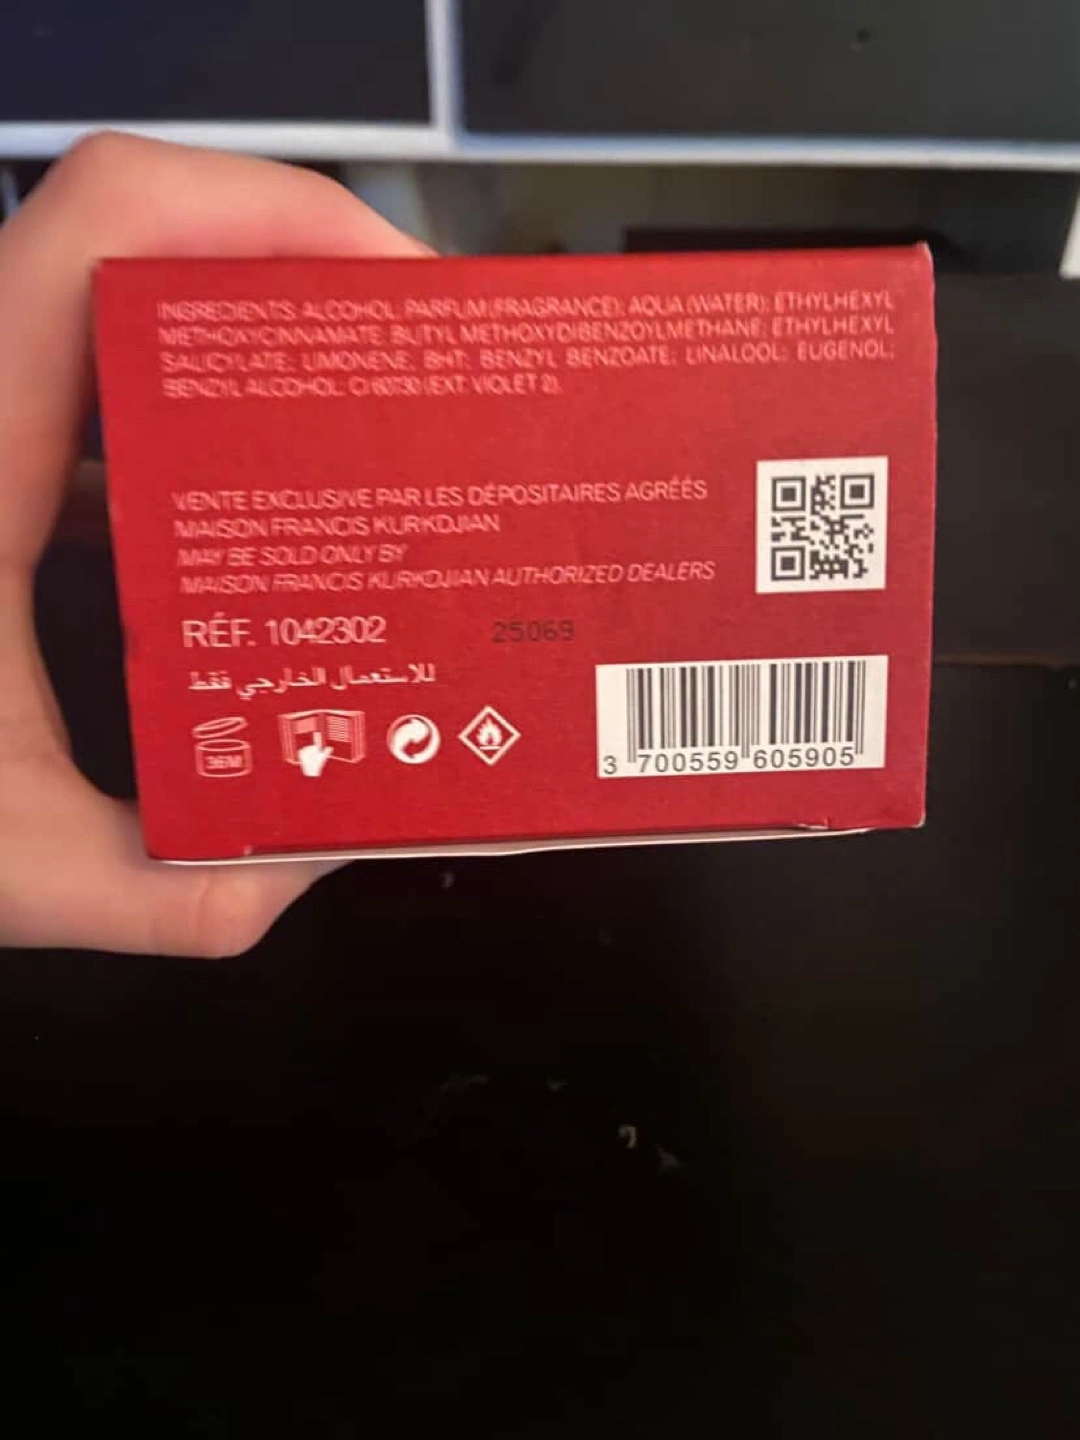 INGREDIENTS: ALCOHOL; PARFUM (FRAGRANCE); AQUA (WATER); ETHYLHEXYL
METHOXYCINNAMATE; BUTYL METHOXYDIBENZOYLMETHANE; ETHYLHEXYL
SALICYLATE; LIMONENE; BHT; BENZYL BENZOATE; LINALOOL; EUGENOL;
BENZYL ALCOHOL; CI 60730 (EXT. VIOLET 2).
VENTE EXCLUSIVE PAR LES DÉPOSITAIRES AGRÉÉS
MAISON FRANCIS KURKDJIAN
MAY BE SOLD ONLY BY
MAISON FRANCIS KURKDJIAN AUTHORIZED DEALERS
RÉF. 1042302 25069
للاستعمال الخارجي فقط
36M
3 700559 605905